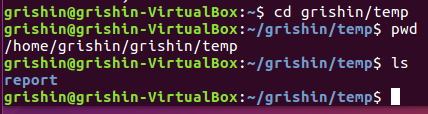 grishin@grishin-VirtualBox:~$ cd grishin/temp
grishin@grishin-VirtualBox:~/grishin/temp$ pwd
/home/grishin/grishin/temp
grishin@grishin-VirtualBox:~/grishin/temp$ ls
report
grishin@grishin-VirtualBox:~/grishin/temp$